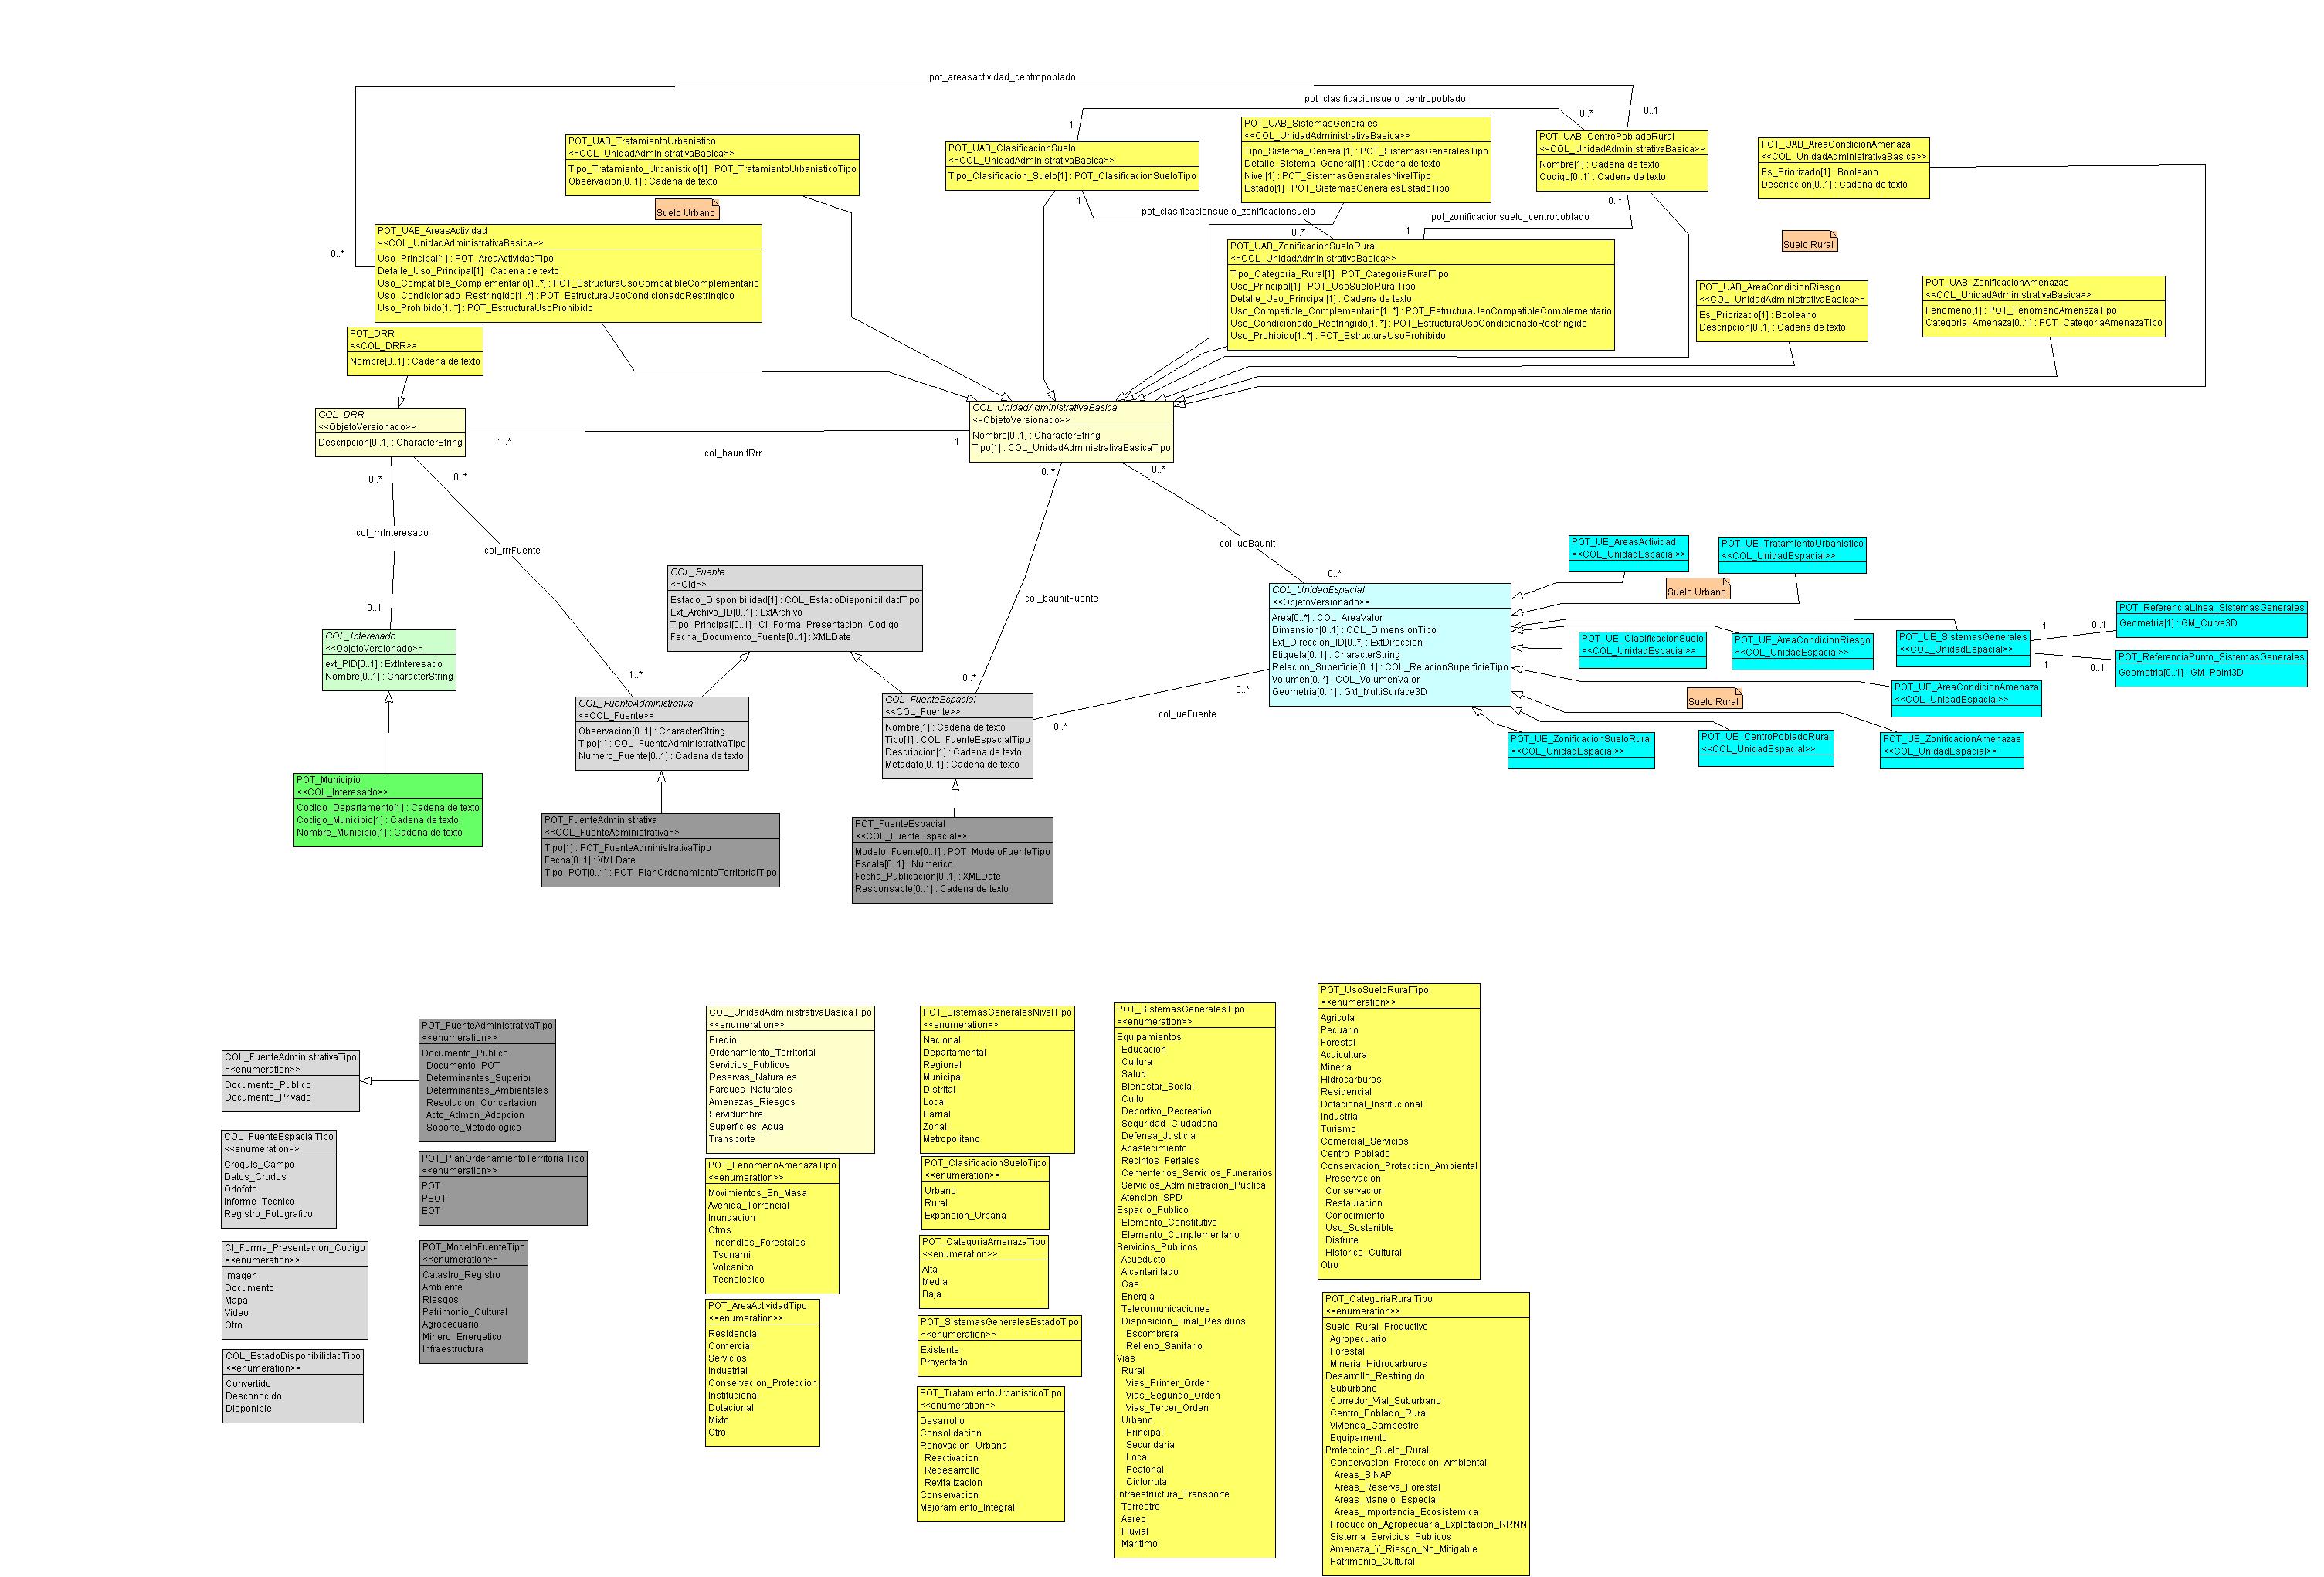 pot_areasactividad_centropoblado
0..1
pot_clasificacionsuelo_centropoblado
1
0..*
POT_UAB_TratamientoUrbanistico
<<COL_UnidadAdministrativaBasica>>
Tipo_Tratamiento_Urbanistico[1] : POT_TratamientoUrbanisticoTipo
Observacion[0..1] : Cadena de texto
POT_UAB_ClasificacionSuelo
<<COL_UnidadAdministrativaBasica>>
Tipo_Clasificacion_Suelo[1] : POT_ClasificacionSueloTipo
POT_UAB_SistemasGenerales
<<COL_UnidadAdministrativaBasica>>
Tipo_Sistema_General[1] : POT_SistemasGeneralesTipo
Detalle_Sistema_General[1] : Cadena de texto
Nivel[1] : POT_SistemasGeneralesNivelTipo
Estado[1] : POT_SistemasGeneralesEstadoTipo
POT_UAB_CentroPobladoRural
<<COL_UnidadAdministrativaBasica>>
Nombre[1] : Cadena de texto
Codigo[0..1] : Cadena de texto
POT_UAB_AreaCondicionAmenaza
<<COL_UnidadAdministrativaBasica>>
Es_Priorizado[1] : Booleano
Descripcion[0..1] : Cadena de texto
Suelo Urbano
1
pot_clasificacionsuelo_zonificacionsuelo
0..*
pot_zonificacionsuelo_centropoblado
1
0..*
Suelo Rural
0..*
POT_UAB_AreasActividad
<<COL_UnidadAdministrativaBasica>>
Uso_Principal[1] : POT_AreaActividadTipo
Detalle_Uso_Principal[1] : Cadena de texto
Uso_Compatible_Complementario[1..*] : POT_EstructuraUsoCompatibleComplementario
Uso_Condicionado_Restringido[1..*] : POT_EstructuraUsoCondicionadoRestringido
Uso_Prohibido[1..*] : POT_EstructuraUsoProhibido
POT_UAB_ZonificacionSueloRural
<<COL_UnidadAdministrativaBasica>>
Tipo_Categoria_Rural[1] : POT_CategoriaRuralTipo
Uso_Principal[1] : POT_UsoSueloRuralTipo
Detalle_Uso_Principal[1] : Cadena de texto
Uso_Compatible_Complementario[1..*] : POT_EstructuraUsoCompatibleComplementario
Uso_Condicionado_Restringido[1..*] : POT_EstructuraUsoCondicionadoRestringido
Uso_Prohibido[1..*] : POT_EstructuraUsoProhibido
POT_UAB_AreaCondicionRiesgo
<<COL_UnidadAdministrativaBasica>>
Es_Priorizado[1] : Booleano
Descripcion[0..1] : Cadena de texto
POT_UAB_ZonificacionAmenazas
<<COL_UnidadAdministrativaBasica>>
Fenomeno[1] : POT_FenomenoAmenazaTipo
Categoria_Amenaza[0..1] : POT_CategoriaAmenazaTipo
POT_DRR
<<COL_DRR>>
Nombre[0..1] : Cadena de texto
COL_DRR
<<ObjetoVersionado>>
Descripcion[0..1] : CharacterString
1..*
col_baunitRrr
1
COL_UnidadAdministrativaBasica
<<ObjetoVersionado>>
Nombre[0..1] : CharacterString
Tipo[1] : COL_UnidadAdministrativaBasicaTipo
0..*
0..*
0..*
0..*
col_rrrInteresado
col_rrrFuente
col_ueBaunit
0..*
col_baunitFuente
0..1
1..*
0..*
COL_Fuente
<<Oid>>
Estado_Disponibilidad[1] : COL_EstadoDisponibilidadTipo
Ext_Archivo_ID[0..1] : ExtArchivo
Tipo_Principal[0..1] : CI_Forma_Presentacion_Codigo
Fecha_Documento_Fuente[0..1] : XMLDate
COL_Interesado
<<ObjetoVersionado>>
ext_PID[0..1] : ExtInteresado
Nombre[0..1] : CharacterString
COL_FuenteAdministrativa
<<COL_Fuente>>
Observacion[0..1] : CharacterString
Tipo[1] : COL_FuenteAdministrativaTipo
Numero_Fuente[0..1] : Cadena de texto
COL_FuenteEspacial
<<COL_Fuente>>
Nombre[1] : Cadena de texto
Tipo[1] : COL_FuenteEspacialTipo
Descripcion[1] : Cadena de texto
Metadato[0..1] : Cadena de texto
0..*
col_ueFuente
0..*
COL_UnidadEspacial
<<ObjetoVersionado>>
Area[0..*] : COL_AreaValor
Dimension[0..1] : COL_DimensionTipo
Ext_Direccion_ID[0..*] : ExtDireccion
Etiqueta[0..1] : CharacterString
Relacion_Superficie[0..1] : COL_RelacionSuperficieTipo
Volumen[0..*] : COL_VolumenValor
Geometria[0..1] : GM_MultiSurface3D
POT_UE_AreasActividad
<<COL_UnidadEspacial>>
POT_UE_TratamientoUrbanistico
<<COL_UnidadEspacial>>
Suelo Urbano
POT_UE_ClasificacionSuelo
<<COL_UnidadEspacial>>
POT_UE_AreaCondicionRiesgo
<<COL_UnidadEspacial>>
POT_UE_SistemasGenerales
<<COL_UnidadEspacial>>
1
0..1
1
0..1
POT_ReferenciaLinea_SistemasGenerales
Geometria[1] : GM_Curve3D
POT_ReferenciaPunto_SistemasGenerales
Geometria[0..1] : GM_Point3D
POT_UE_AreaCondicionAmenaza
<<COL_UnidadEspacial>>
Suelo Rural
POT_UE_ZonificacionSueloRural
<<COL_UnidadEspacial>>
POT_UE_CentroPobladoRural
<<COL_UnidadEspacial>>
POT_UE_ZonificacionAmenazas
<<COL_UnidadEspacial>>
POT_Municipio
<<COL_Interesado>>
Codigo_Departamento[1] : Cadena de texto
Codigo_Municipio[1] : Cadena de texto
Nombre_Municipio[1] : Cadena de texto
POT_FuenteAdministrativa
<<COL_FuenteAdministrativa>>
Tipo[1] : POT_FuenteAdministrativaTipo
Fecha[0..1] : XMLDate
Tipo_POT[0..1] : POT_PlanOrdenamientoTerritorialTipo
POT_FuenteEspacial
<<COL_FuenteEspacial>>
Modelo_Fuente[0..1] : POT_ModeloFuenteTipo
Escala[0..1] : Numérico
Fecha_Publicacion[0..1] : XMLDate
Responsable[0..1] : Cadena de texto
COL_FuenteAdministrativaTipo
<<enumeration>>
Documento_Publico
Documento_Privado
COL_FuenteEspacialTipo
<<enumeration>>
Croquis_Campo
Datos_Crudos
Ortofoto
Informe_Tecnico
Registro_Fotografico
CI_Forma_Presentacion_Codigo
<<enumeration>>
Imagen
Documento
Mapa
Video
Otro
COL_EstadoDisponibilidadTipo
<<enumeration>>
Convertido
Desconocido
Disponible
POT_FuenteAdministrativaTipo
<<enumeration>>
Documento_Publico
Documento_POT
Determinantes_Superior
Determinantes_Ambientales
Resolucion_Concertacion
Acto_Admon_Adopcion
Soporte_Metodologico
POT_PlanOrdenamientoTerritorialTipo
<<enumeration>>
POT
PBOT
EOT
POT_ModeloFuenteTipo
<<enumeration>>
Catastro_Registro
Ambiente
Riesgos
Patrimonio_Cultural
Agropecuario
Minero_Energetico
Infraestructura
COL_UnidadAdministrativaBasicaTipo
<<enumeration>>
Predio
Ordenamiento_Territorial
Servicios_Publicos
Reservas_Naturales
Parques_Naturales
Amenazas_Riesgos
Servidumbre
Superficies_Agua
Transporte
POT_FenomenoAmenazaTipo
<<enumeration>>
Movimientos_En_Masa
Avenida_Torrencial
Inundacion
Otros
Incendios_Forestales
Tsunami
Volcanico
Tecnologico
POT_AreaActividadTipo
<<enumeration>>
Residencial
Comercial
Servicios
Industrial
Conservacion_Proteccion
Institucional
Dotacional
Mixto
Otro
POT_SistemasGeneralesNivelTipo
<<enumeration>>
Nacional
Departamental
Regional
Municipal
Distrital
Local
Barrial
Zonal
Metropolitano
POT_ClasificacionSueloTipo
<<enumeration>>
Urbano
Rural
Expansion_Urbana
POT_CategoriaAmenazaTipo
<<enumeration>>
Alta
Media
Baja
POT_SistemasGeneralesEstadoTipo
<<enumeration>>
Existente
Proyectado
POT_TratamientoUrbanisticoTipo
<<enumeration>>
Desarrollo
Consolidacion
Renovacion_Urbana
Reactivacion
Redesarrollo
Revitalizacion
Conservacion
Mejoramiento_Integral
POT_SistemasGeneralesTipo
<<enumeration>>
Equipamientos
Educacion
Cultura
Salud
Bienestar_Social
Culto
Deportivo_Recreativo
Seguridad_Ciudadana
Defensa_Justicia
Abastecimiento
Recintos_Feriales
Cementerios_Servicios_Funerarios
Servicios_Administracion_Publica
Atencion_SPD
Espacio_Publico
Elemento_Constitutivo
Elemento_Complementario
Servicios_Publicos
Acueducto
Alcantarillado
Gas
Energia
Telecomunicaciones
Disposicion_Final_Residuos
Escombrera
Relleno_Sanitario
Vias
Rural
Vias_Primer_Orden
Vias_Segundo_Orden
Vias_Tercer_Orden
Urbano
Principal
Secundaria
Local
Peatonal
Ciclorruta
Infraestructura_Transporte
Terrestre
Aereo
Fluvial
Maritimo
POT_UsoSueloRuralTipo
<<enumeration>>
Agricola
Pecuario
Forestal
Acuicultura
Mineria
Hidrocarburos
Residencial
Dotacional_Institucional
Industrial
Turismo
Comercial_Servicios
Centro_Poblado
Conservacion_Proteccion_Ambiental
Preservacion
Conservacion
Restauracion
Conocimiento
Uso_Sostenible
Disfrute
Historico_Cultural
Otro
POT_CategoriaRuralTipo
<<enumeration>>
Suelo_Rural_Productivo
Agropecuario
Forestal
Mineria_Hidrocarburos
Desarrollo_Restringido
Suburbano
Corredor_Vial_Suburbano
Centro_Poblado_Rural
Vivienda_Campestre
Equipamento
Proteccion_Suelo_Rural
Conservacion_Proteccion_Ambiental
Areas_SINAP
Areas_Reserva_Forestal
Areas_Manejo_Especial
Areas_Importancia_Ecosistemica
Produccion_Agropecuaria_Explotacion_RRNN
Sistema_Servicios_Publicos
Amenaza_Y_Riesgo_No_Mitigable
Patrimonio_Cultural